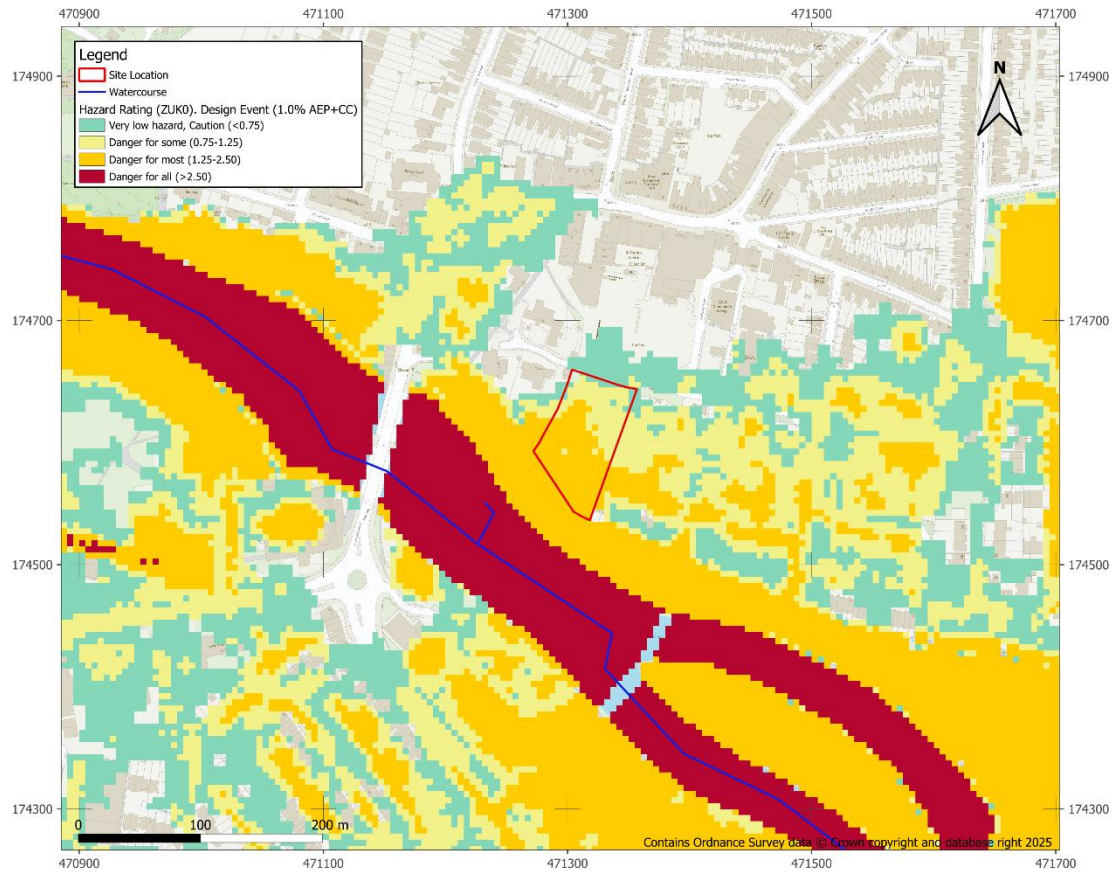 470900 471100 471300 471500 471700
174900
174700
174500
174300
Legend
Site Location
Watercourse
Hazard Rating (ZUK0). Design Event (1.0% AEP+CC)
Very low hazard, Caution (<0.75)
Danger for some (0.75-1.25)
Danger for most (1.25-2.50)
Danger for all (>2.50)
N
174900
174700
174500
174300
0 100 200 m
Contains Ordnance Survey data © Crown copyright and database right 2025
470900 471100 471300 471500 471700